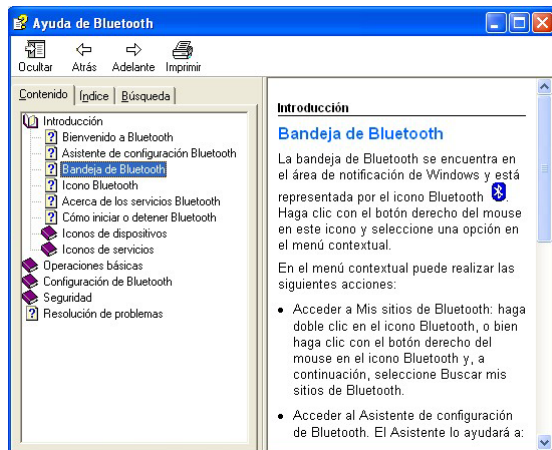 Ayuda de Bluetooth
Ocultar Atrás Adelante Imprimir
Contenido Índice Búsqueda
Introducción
Bienvenido a Bluetooth
Asistente de configuración Bluetooth
Bandeja de Bluetooth
Icono Bluetooth
Acerca de los servicios Bluetooth
Cómo iniciar o detener Bluetooth
Iconos de dispositivos
Iconos de servicios
Operaciones básicas
Configuración de Bluetooth
Seguridad
Resolución de problemas
Introducción
Bandeja de Bluetooth
La bandeja de Bluetooth se encuentra en
el área de notificación de Windows y está
representada por el icono Bluetooth .
Haga clic con el botón derecho del mouse
en este icono y seleccione una opción en
el menú contextual.
En el menú contextual puede realizar las
siguientes acciones:
• Acceder a Mis sitios de Bluetooth: haga
doble clic en el icono Bluetooth, o bien
haga clic con el botón derecho del
mouse en el icono Bluetooth y, a
continuación, seleccione Buscar mis
sitios de Bluetooth.
• Acceder al Asistente de configuración
de Bluetooth. El Asistente lo ayudará a: